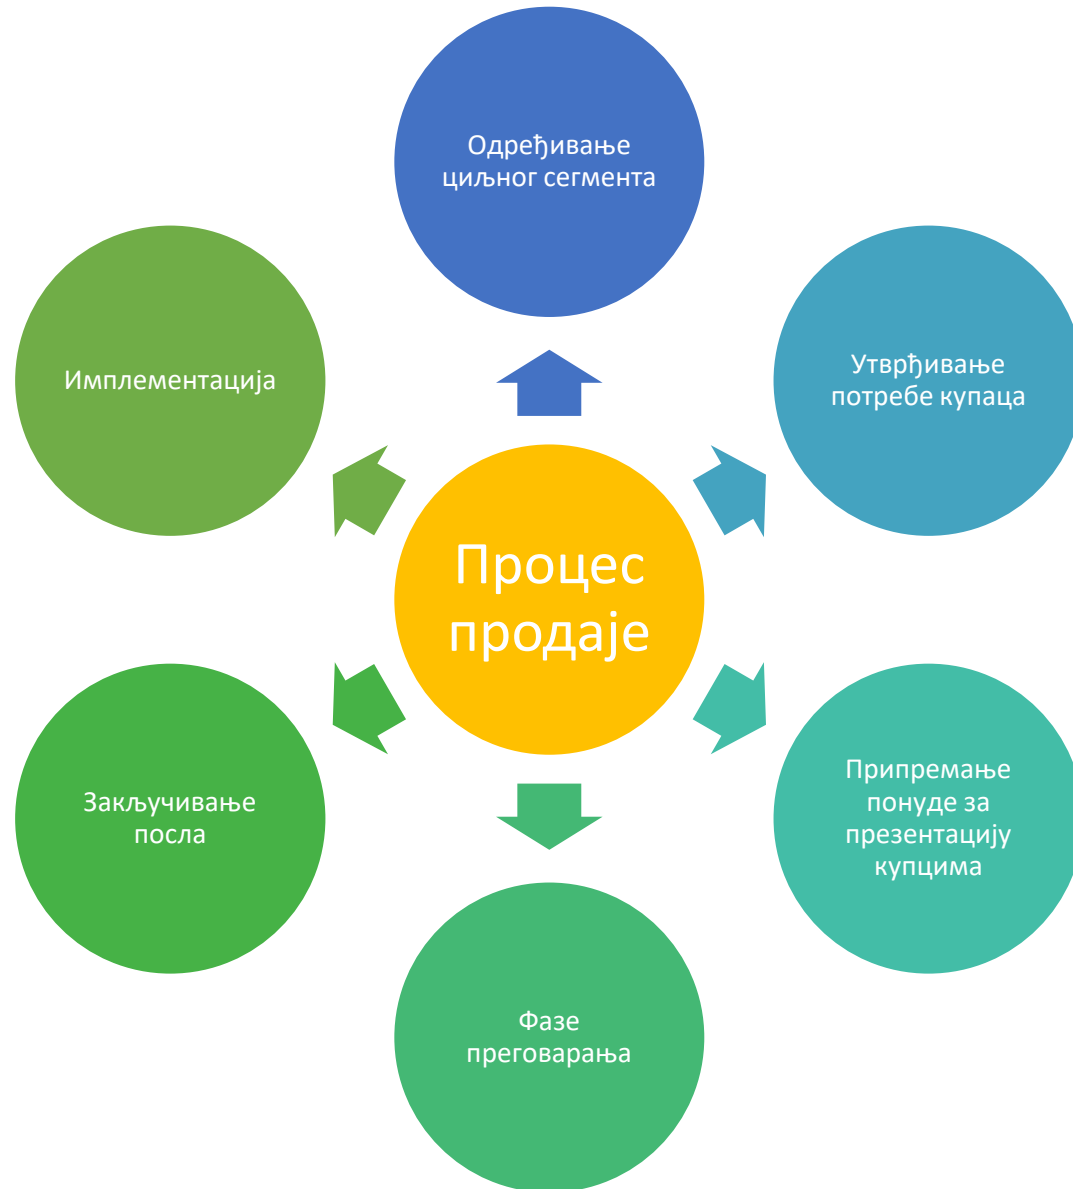 Одређивање
циљног сегмента
Утврђивање
потребе купаца
Припремање
понуде за
презентацију
купцима
Фазе
преговарања
Закључивање
посла
Имплементација
Процес
продаје